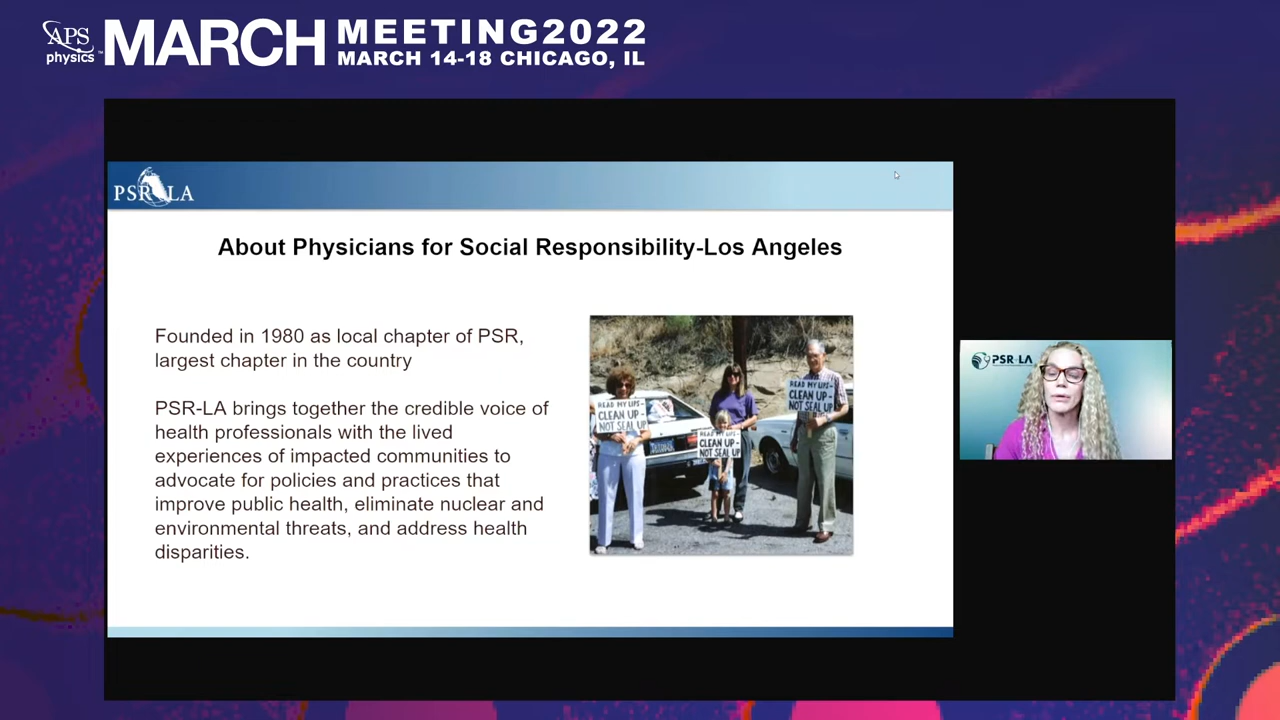 APS
physics
MARCH
MEETING2022
MARCH 14-18 CHICAGO, IL
PSR LA
About Physicians for Social Responsibility-Los Angeles
Founded in 1980 as local chapter of PSR,
largest chapter in the country
PSR-LA brings together the credible voice of
health professionals with the lived
experiences of impacted communities to
advocate for policies and practices that
improve public health, eliminate nuclear and
environmental threats, and address health
disparities.
READ MY LIPS-
CLEAN UP-
NOT SEAL UP
READ MY LIPS-
CLEAN UP-
NOT SEAL UP
READ MY LIPS-
CLEAN UP-
NOT SEAL UP
PSR-LA